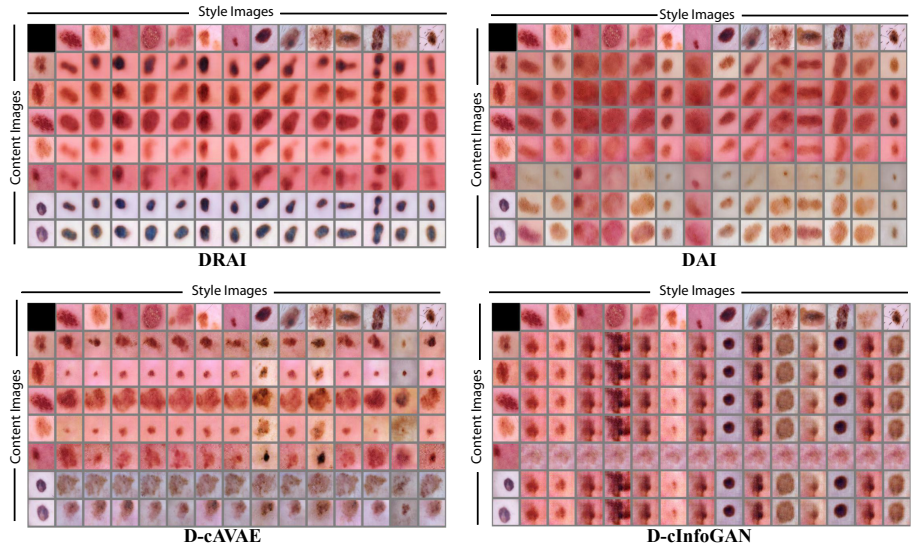 Style Images
Style Images
Content Images
Content Images
DRAI
DAI
Style Images
Style Images
Content Images
Content Images
D-cAVAE
D-cInfoGAN